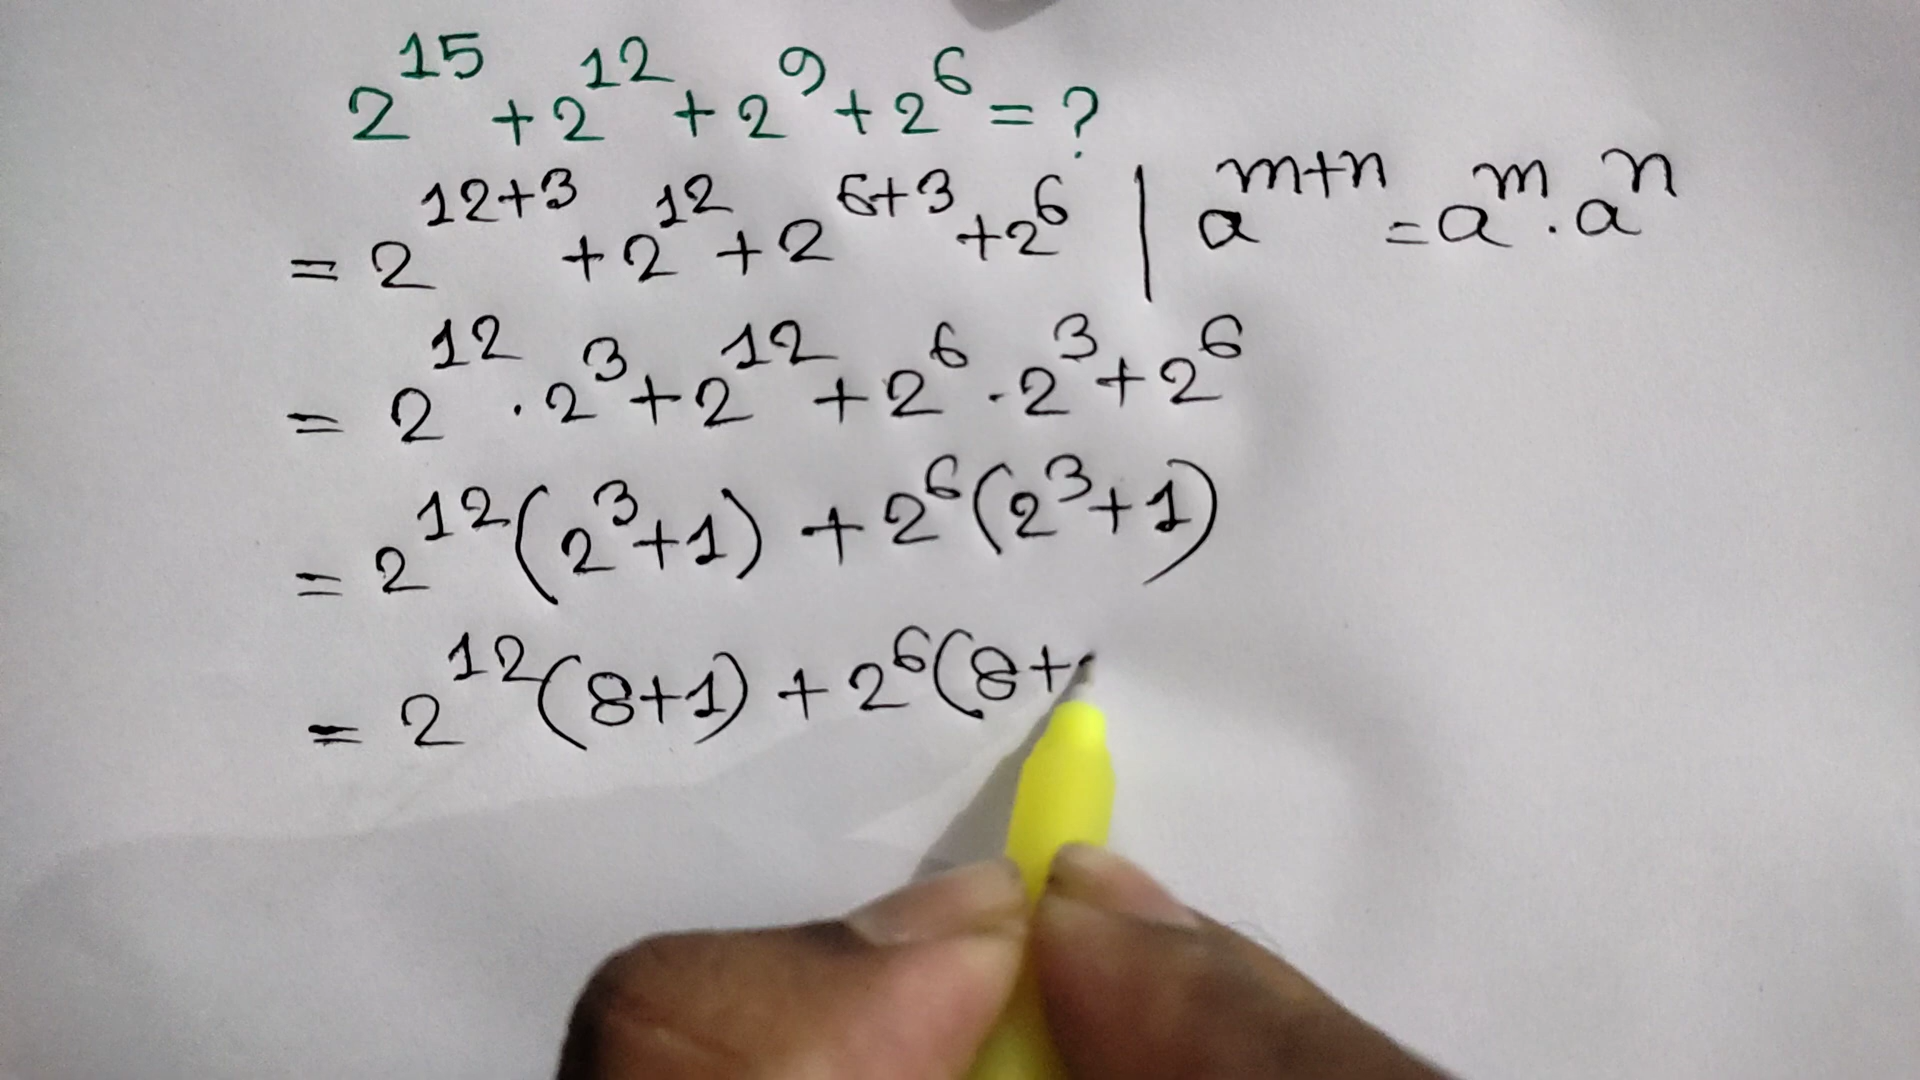 2^15 + 2^12 + 2^9 + 2^6 = ?
= 2^(12+3) + 2^12 + 2^(6+3) + 2^6 | a^(m+n) = a^m . a^n
= 2^12 . 2^3 + 2^12 + 2^6 . 2^3 + 2^6
= 2^12 (2^3 + 1) + 2^6 (2^3 + 1)
= 2^12 (8+1) + 2^6 (8+